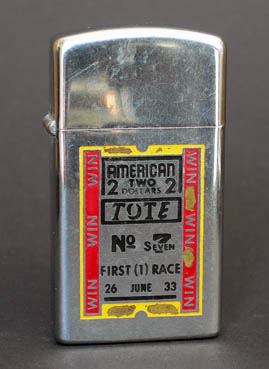 AMERICAN
2 TWO 2
DOLLARS
TOTE
No 7 SEVEN
FIRST (1) RACE
26 JUNE 33
WIN WIN WIN
WIN WIN WIN